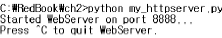 C:₩RedBook₩ch2>python my_httpserver.py
Started WebServer on port 8888...
Press ^C to quit WebServer.